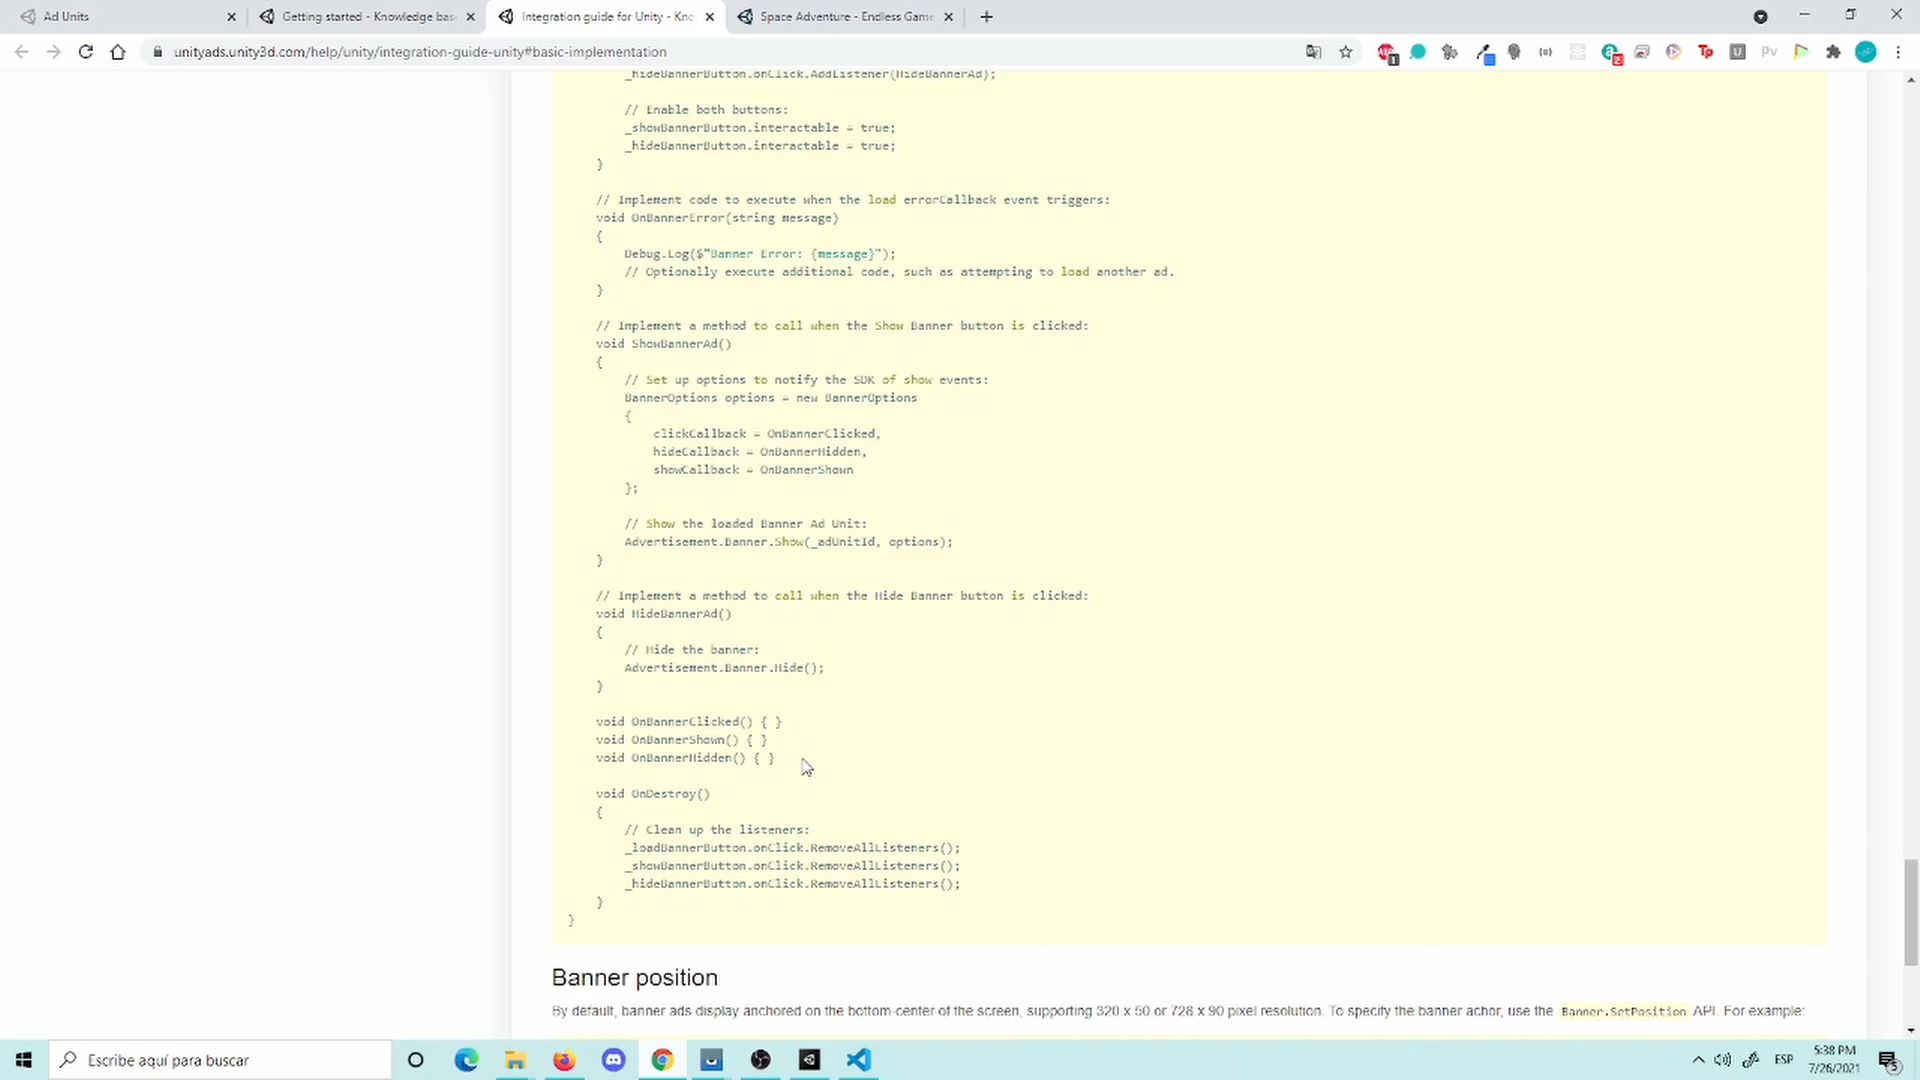 Ad Units
Getting started - Knowledge base
Integration guide for Unity - Kno
Space Adventure - Endless Game
unityads.unity3d.com/help/unity/integration-guide-unity#basic-implementation
_hideBannerButton.onClick.AddListener(HideBannerAd);
// Enable both buttons:
_showBannerButton.interactable = true;
_hideBannerButton.interactable = true;
}
// Implement code to execute when the load errorCallback event triggers:
void OnBannerError(string message)
{
Debug.Log($"Banner Error: {message}");
// Optionally execute additional code, such as attempting to load another ad.
}
// Implement a method to call when the Show Banner button is clicked:
void ShowBannerAd()
{
// Set up options to notify the SDK of show events:
BannerOptions options = new BannerOptions
{
clickCallback = OnBannerClicked,
hideCallback = OnBannerHidden,
showCallback = OnBannerShown
};
// Show the loaded Banner Ad Unit:
Advertisement.Banner.Show(_adUnitId, options);
}
// Implement a method to call when the Hide Banner button is clicked:
void HideBannerAd()
{
// Hide the banner:
Advertisement.Banner.Hide();
}
void OnBannerClicked() { }
void OnBannerShown() { }
void OnBannerHidden() { }
void OnDestroy()
{
// Clean up the listeners:
_loadBannerButton.onClick.RemoveAllListeners();
_showBannerButton.onClick.RemoveAllListeners();
_hideBannerButton.onClick.RemoveAllListeners();
}
}
Banner position
By default, banner ads display anchored on the bottom-center of the screen, supporting 320 x 50 or 728 x 90 pixel resolution. To specify the banner achor, use the Banner.SetPosition API. For example:
Escribe aquí para buscar
ESP
5:38 PM
7/26/2021
5